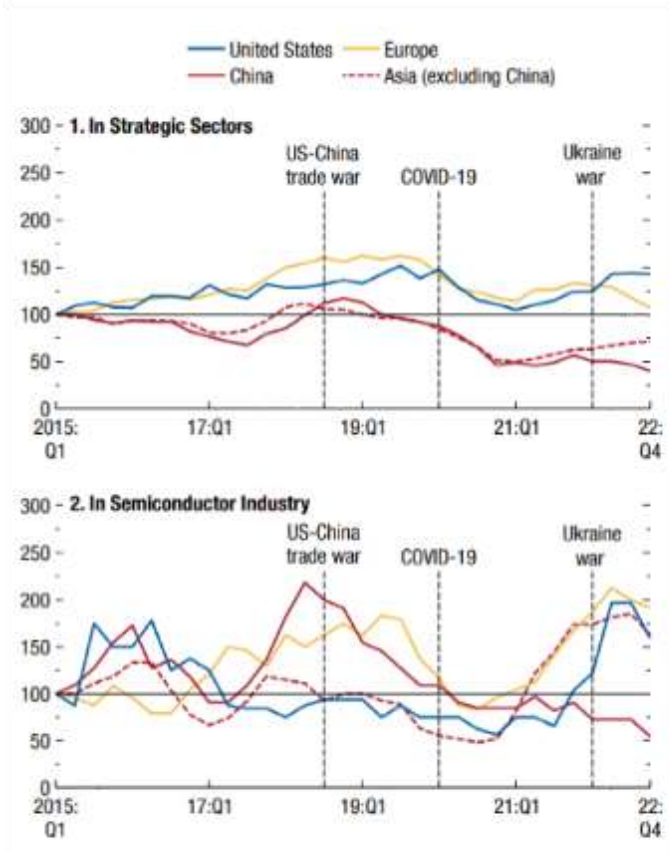 United States Europe
China Asia (excluding China)
300 1. In Strategic Sectors
US-China
trade war
COVID-19
Ukraine
war
250
200
150
100
50
0
2015:
Q1
17:Q1
19:Q1
21:Q1
22:
Q4
300 2. In Semiconductor Industry
US-China
trade war
COVID-19
Ukraine
war
250
200
150
100
50
0
2015:
Q1
17:Q1
19:Q1
21:Q1
22:
Q4